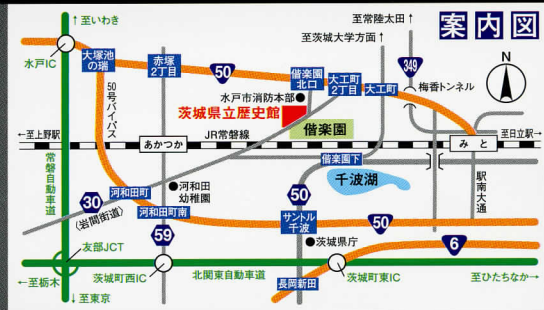 案内図
↑至いわき
至常陸太田↑
至茨城大学方面↑
N
水戸IC
大塚池の端
赤塚
2丁目
50
偕楽園
北口
大工町
2丁目
大工町
349
梅香トンネル
水戸市消防本部
茨城県立歴史館
偕楽園
50号バイパス
←至上野駅
あかつか
JR常磐線
みと
至日立駅→
偕楽園下
千波湖
常磐自動車道
河和田
幼稚園
河和田町
30
(岩間街道)
河和田町南
50
駅南大通
サントル
千波
50
59
茨城県庁
6
友部JCT
←至栃木
↓至東京
茨城町西IC
北関東自動車道
長岡新田
茨城町東IC
至ひたちなか→